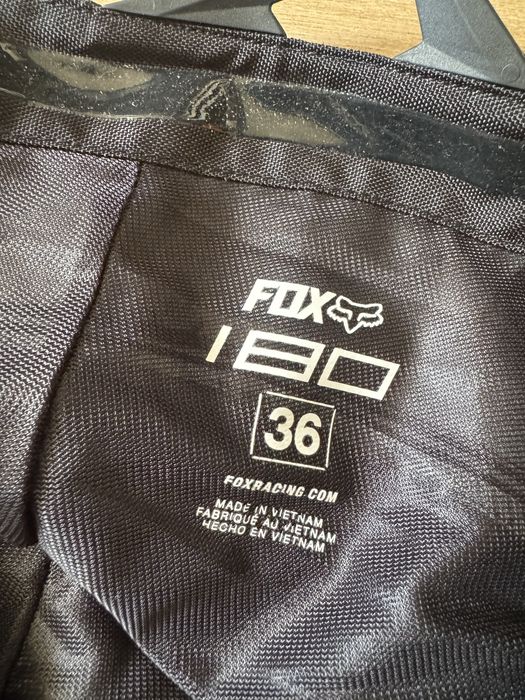 FOX
180
36
FOXRACING.COM
MADE IN VIETNAM
FABRIQUÉ AU VIETNAM
HECHO EN VIETNAM